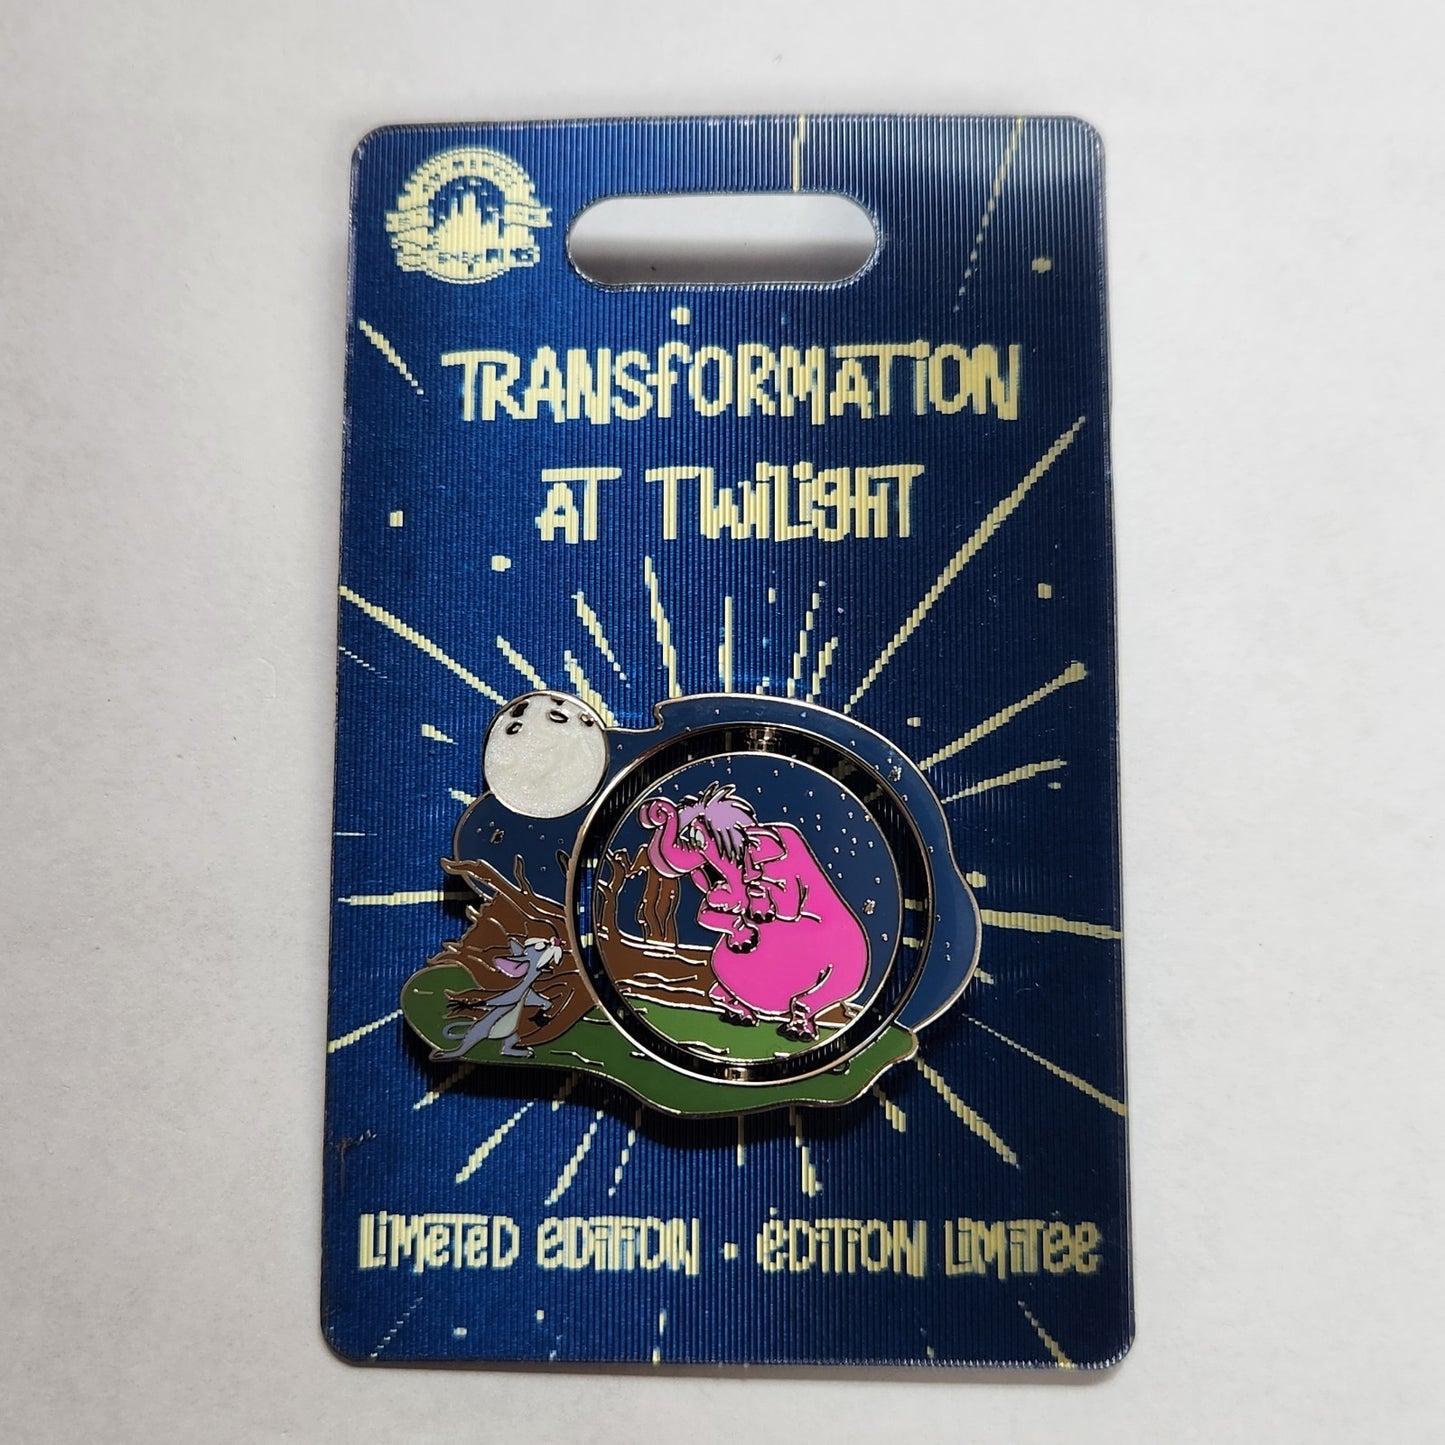 TRANSFORMATION
AT TWILIGHT
LIMITED EDITION • ÉDITION LIMITÉE